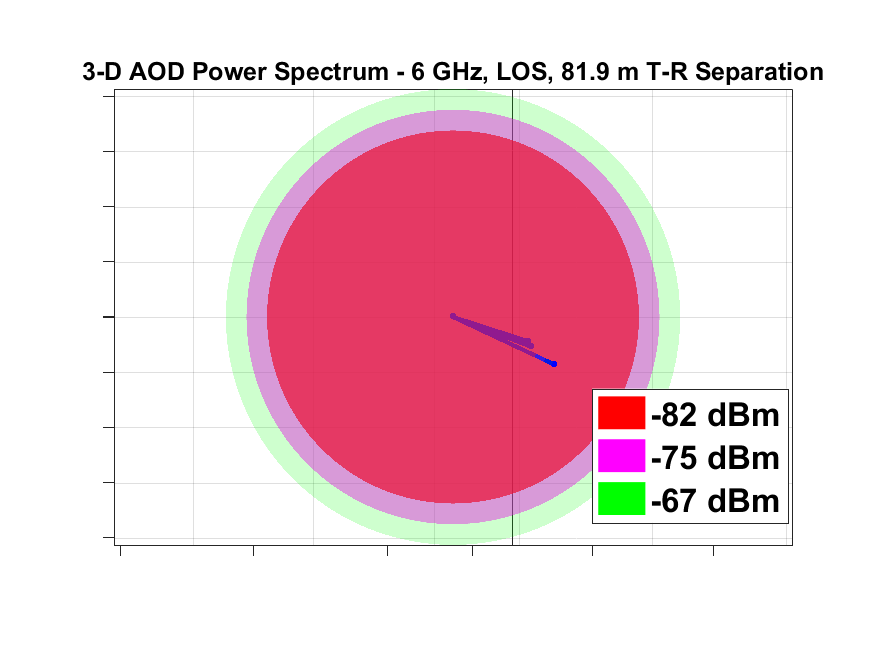 3-D AOD Power Spectrum - 6 GHz, LOS, 81.9 m T-R Separation
-82 dBm
-75 dBm
-67 dBm